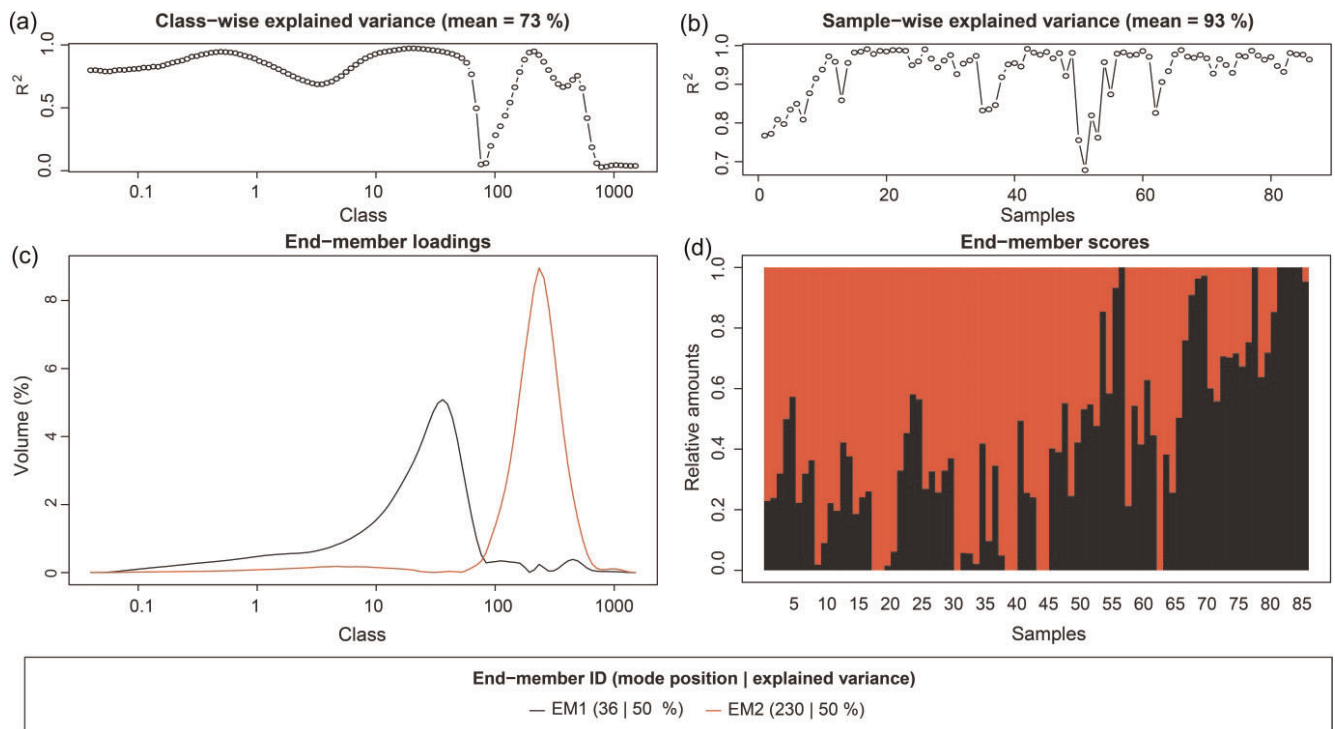 (a)
Class−wise explained variance (mean = 73 %)
R²
0.0 0.5 1.0
0.1 1 10 100 1000
Class
(b)
Sample−wise explained variance (mean = 93 %)
R²
0.7 0.8 0.9 1.0
0 20 40 60 80
Samples
(c)
End−member loadings
Volume (%)
0 2 4 6 8
0.1 1 10 100 1000
Class
(d)
End−member scores
Relative amounts
0.0 0.2 0.4 0.6 0.8 1.0
5 10 15 20 25 30 35 40 45 50 55 60 65 70 75 80 85
Samples
End−member ID (mode position | explained variance)
EM1 (36 | 50 %) EM2 (230 | 50 %)